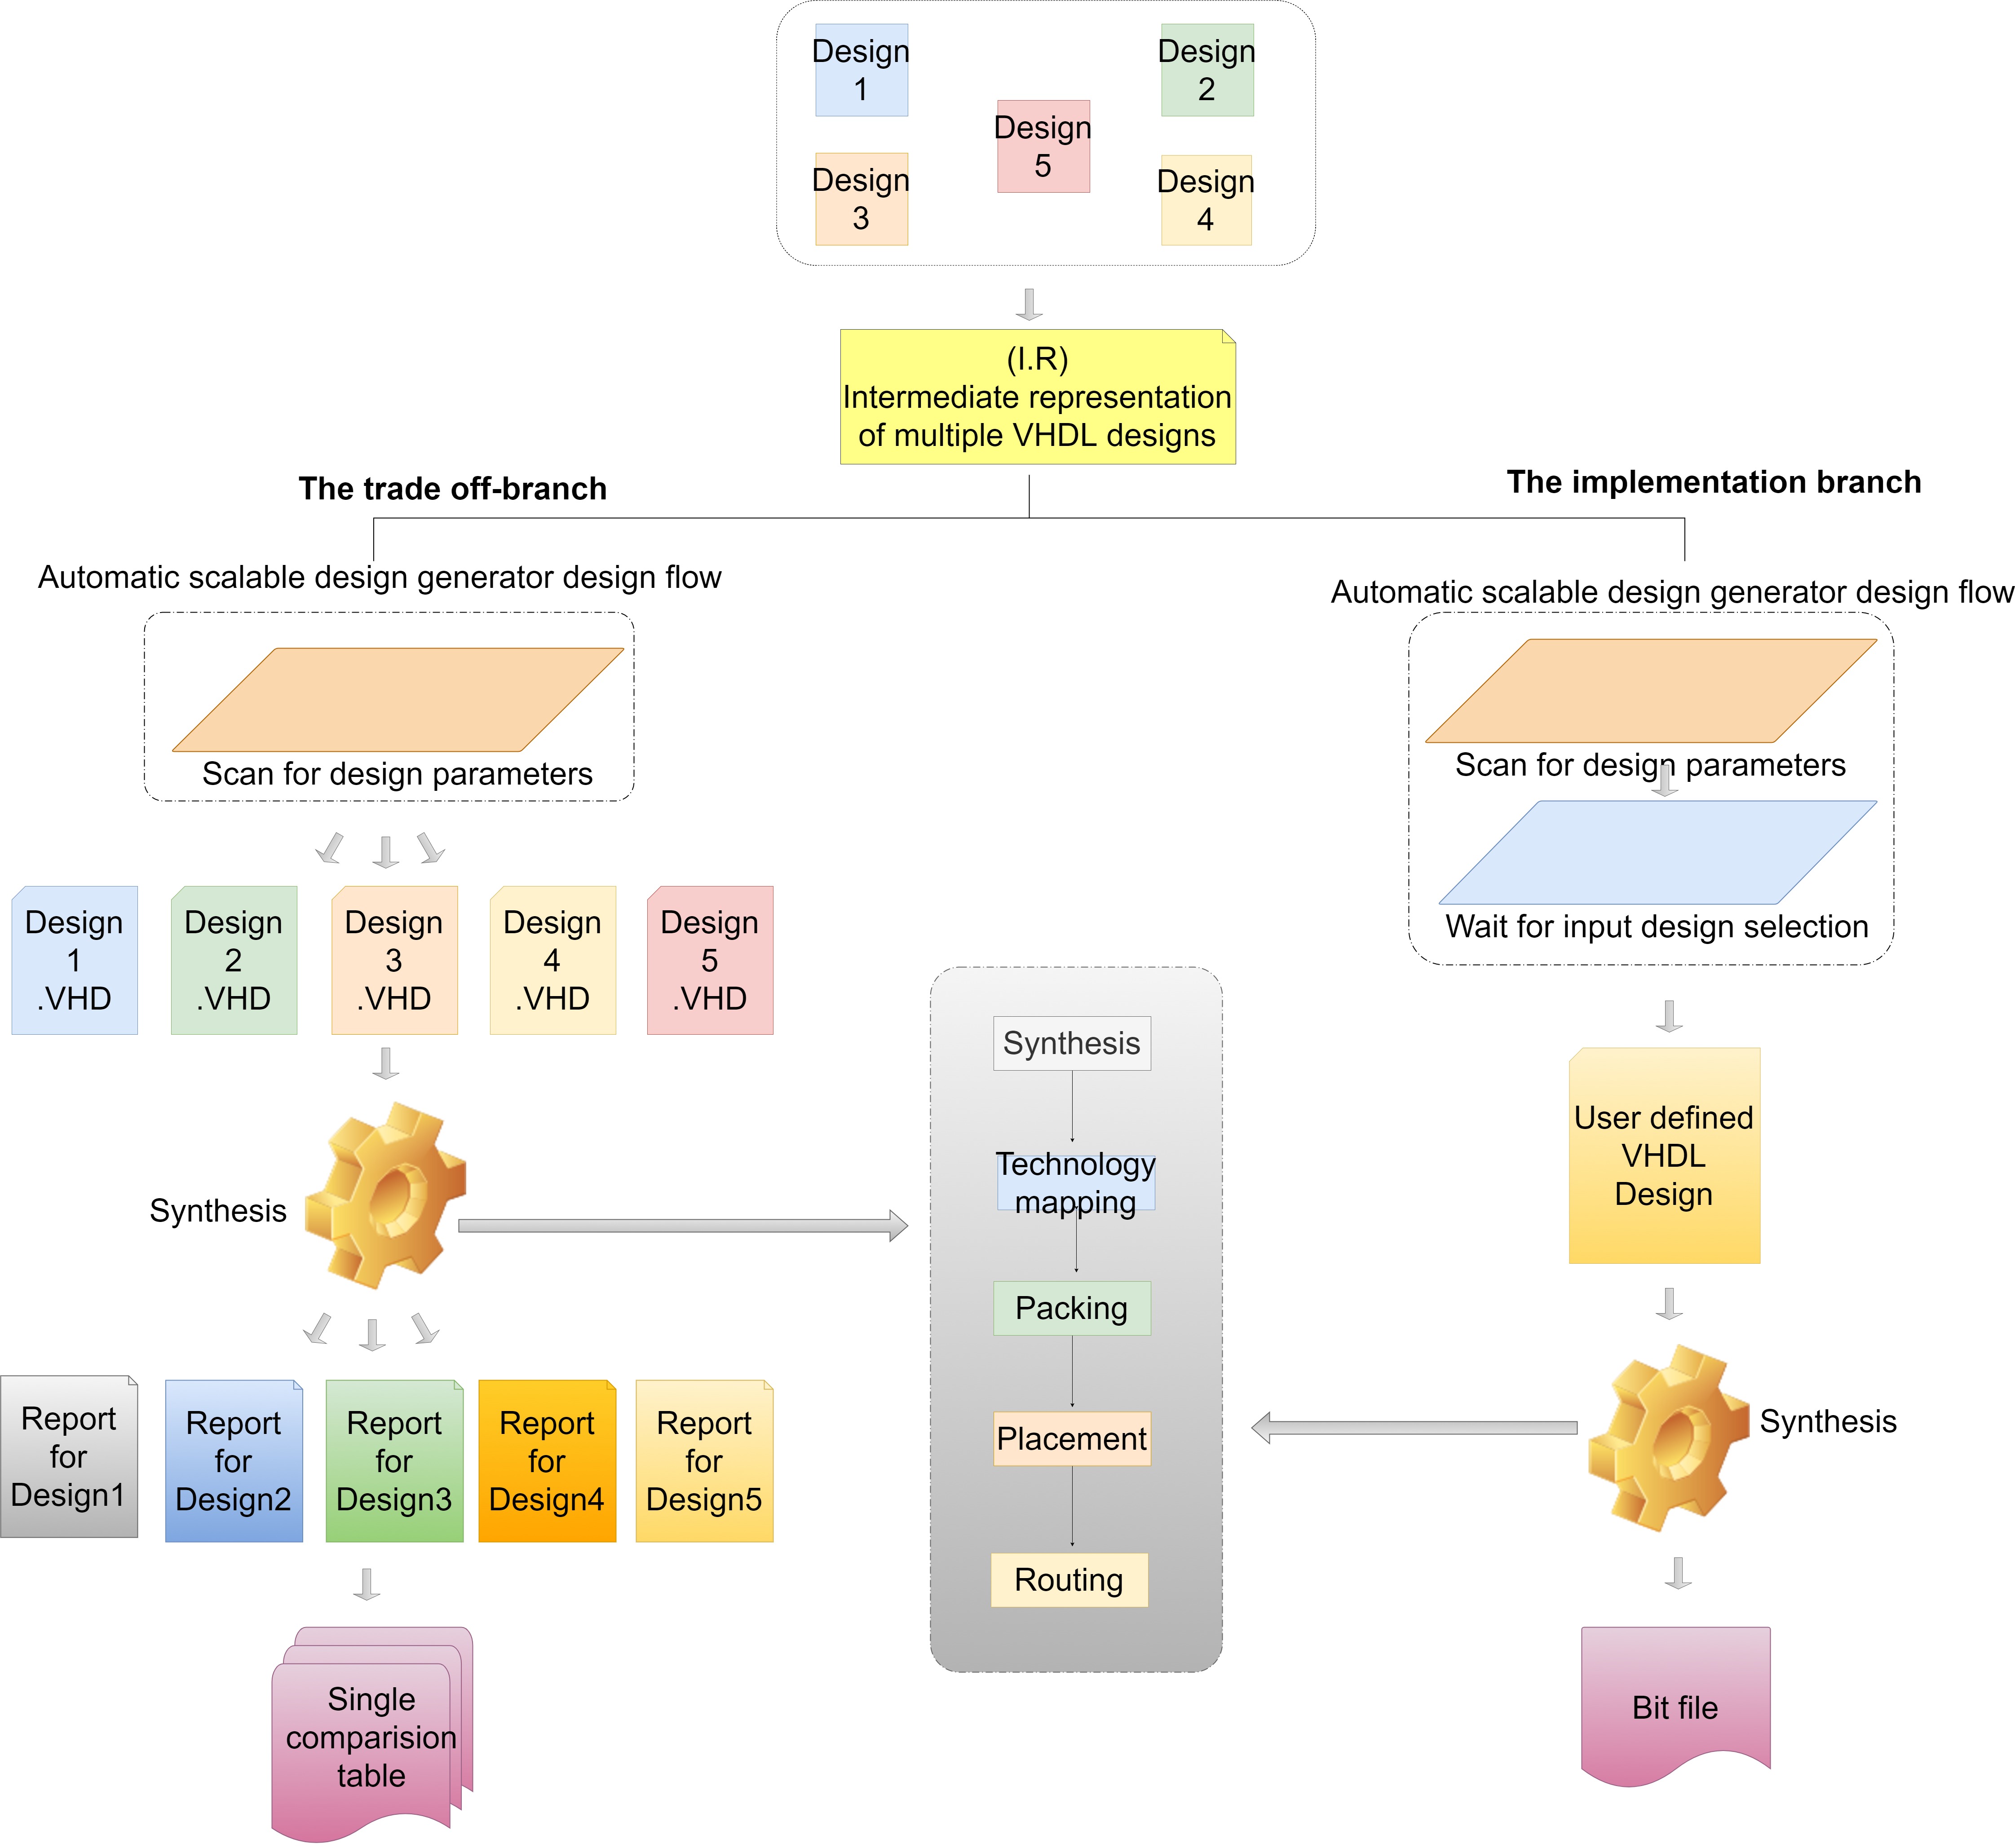 Design
1
Design
2
Design
5
Design
3
Design
4
(I.R)
Intermediate representation
of multiple VHDL designs
The trade off-branch
The implementation branch
Automatic scalable design generator design flow
Automatic scalable design generator design flow
Scan for design parameters
Scan for design parameters
Wait for input design selection
Design
1
.VHD
Design
2
.VHD
Design
3
.VHD
Design
4
.VHD
Design
5
.VHD
Synthesis
Synthesis
Technology
mapping
Packing
Placement
Routing
User defined
VHDL
Design
Synthesis
Report
for
Design1
Report
for
Design2
Report
for
Design3
Report
for
Design4
Report
for
Design5
Single
comparision
table
Bit file